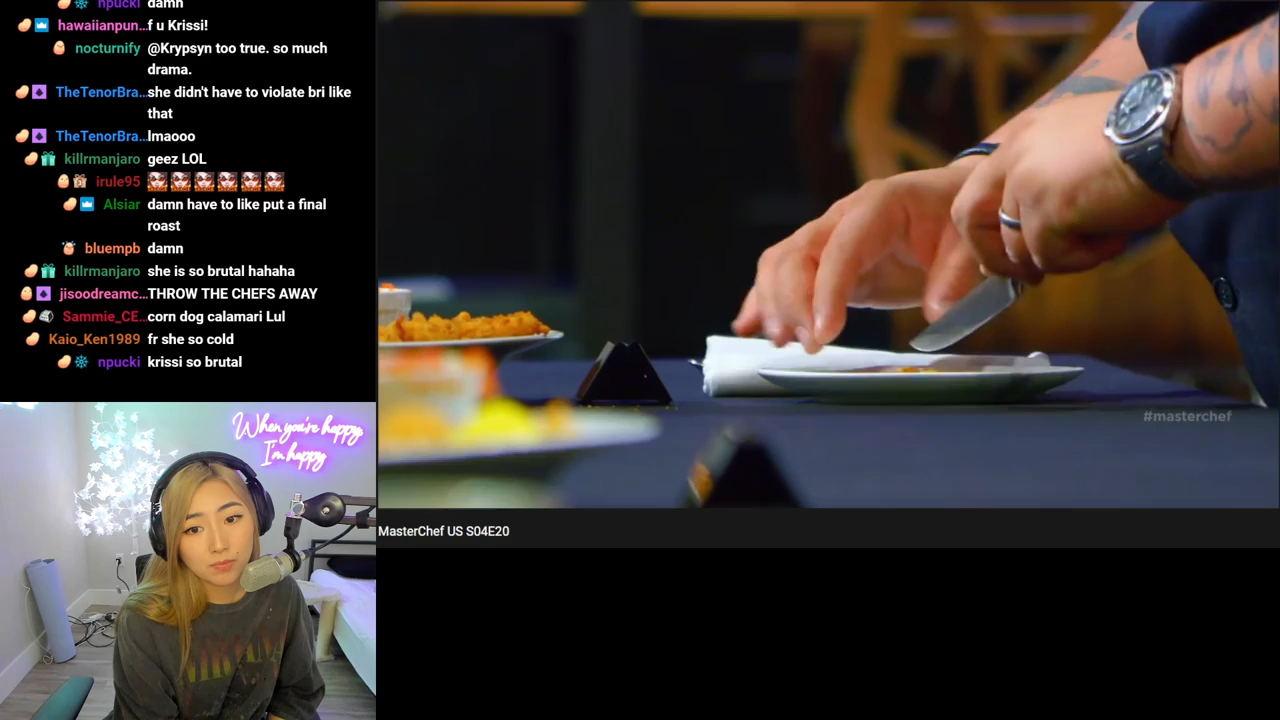 npucki damn
hawaiianpun... f u Krissi!
nocturnify @Krypsyn too true. so much
drama.
TheTenorBra... she didn't have to violate bri like
that
TheTenorBra... lmaooo
killrmanjaro geez LOL
irule95
Alsiar damn have to like put a final
roast
bluempb damn
killrmanjaro she is so brutal hahaha
jisoodreamc... THROW THE CHEFS AWAY
Sammie_CE... corn dog calamari Lul
Kaio_Ken1989 fr she so cold
npucki krissi so brutal
When you're happy,
I'm happy
#masterchef
MasterChef US S04E20